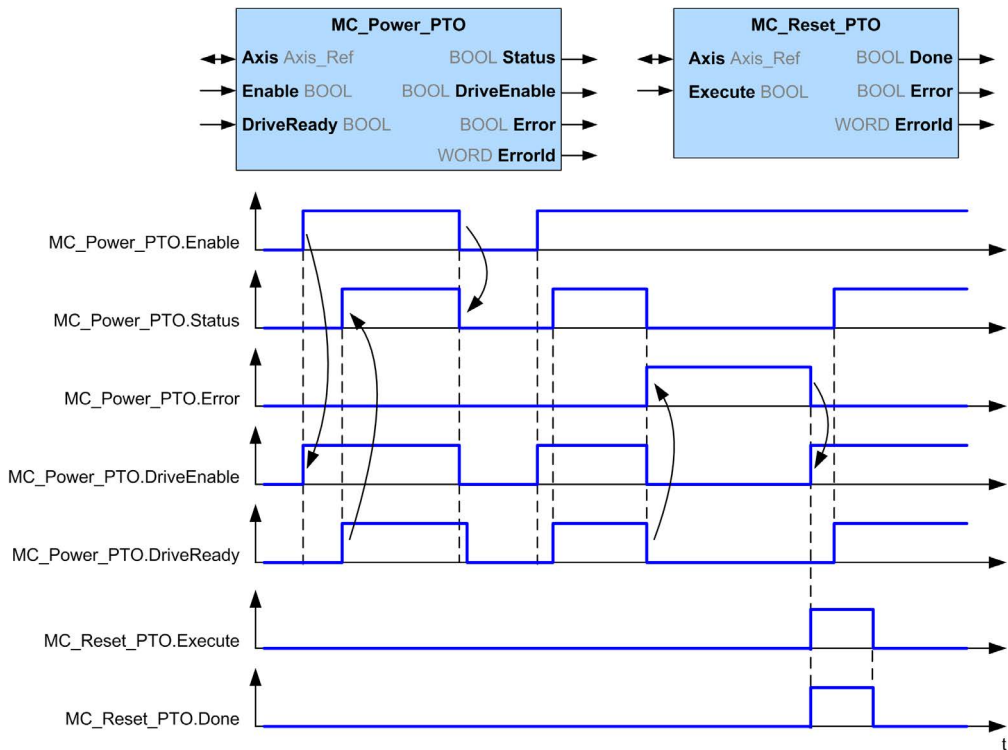 MC_Power_PTO
Axis Axis_Ref BOOL Status
Enable BOOL BOOL DriveEnable
DriveReady BOOL BOOL Error
WORD ErrorId
MC_Reset_PTO
Axis Axis_Ref BOOL Done
Execute BOOL BOOL Error
WORD ErrorId
MC_Power_PTO.Enable
MC_Power_PTO.Status
MC_Power_PTO.Error
MC_Power_PTO.DriveEnable
MC_Power_PTO.DriveReady
MC_Reset_PTO.Execute
MC_Reset_PTO.Done
t